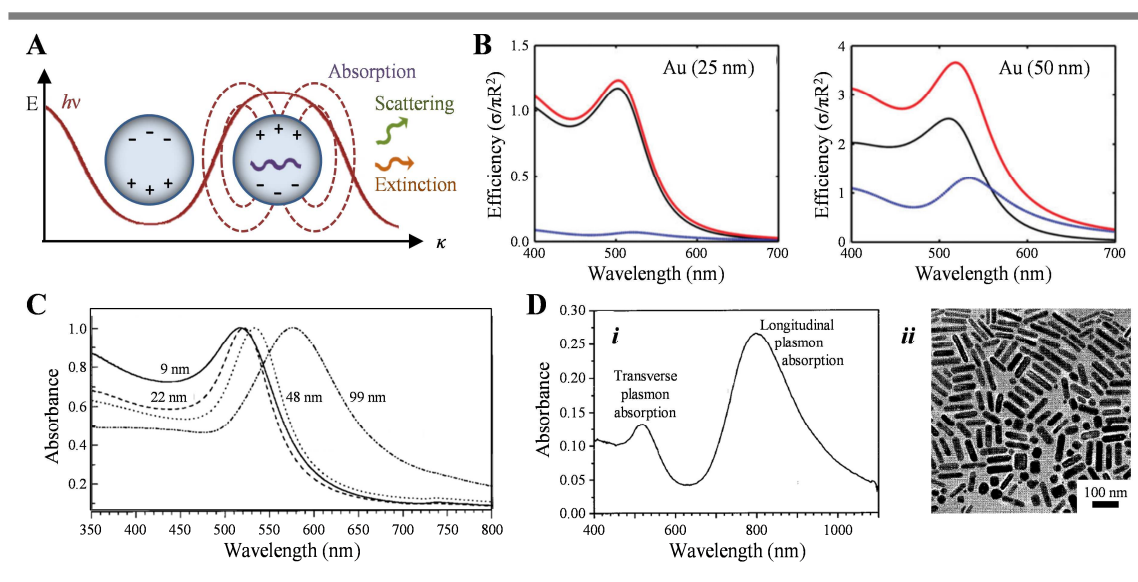 A
E
hν
Absorption
Scattering
Extinction
κ
B
Au (25 nm)
Efficiency (σ/πR²)
1.5
1.0
0.5
0.0
400
500
600
700
Wavelength (nm)
Au (50 nm)
Efficiency (σ/πR²)
4
3
2
1
0
400
500
600
700
Wavelength (nm)
C
Absorbance
1.0
0.8
0.6
0.4
0.2
9 nm
22 nm
48 nm
99 nm
350
400
450
500
550
600
650
700
750
800
Wavelength (nm)
D
i
Absorbance
0.30
0.25
0.20
0.15
0.10
0.05
0.00
Transverse
plasmon
absorption
Longitudinal
plasmon
absorption
400
600
800
1000
Wavelength (nm)
ii
100 nm